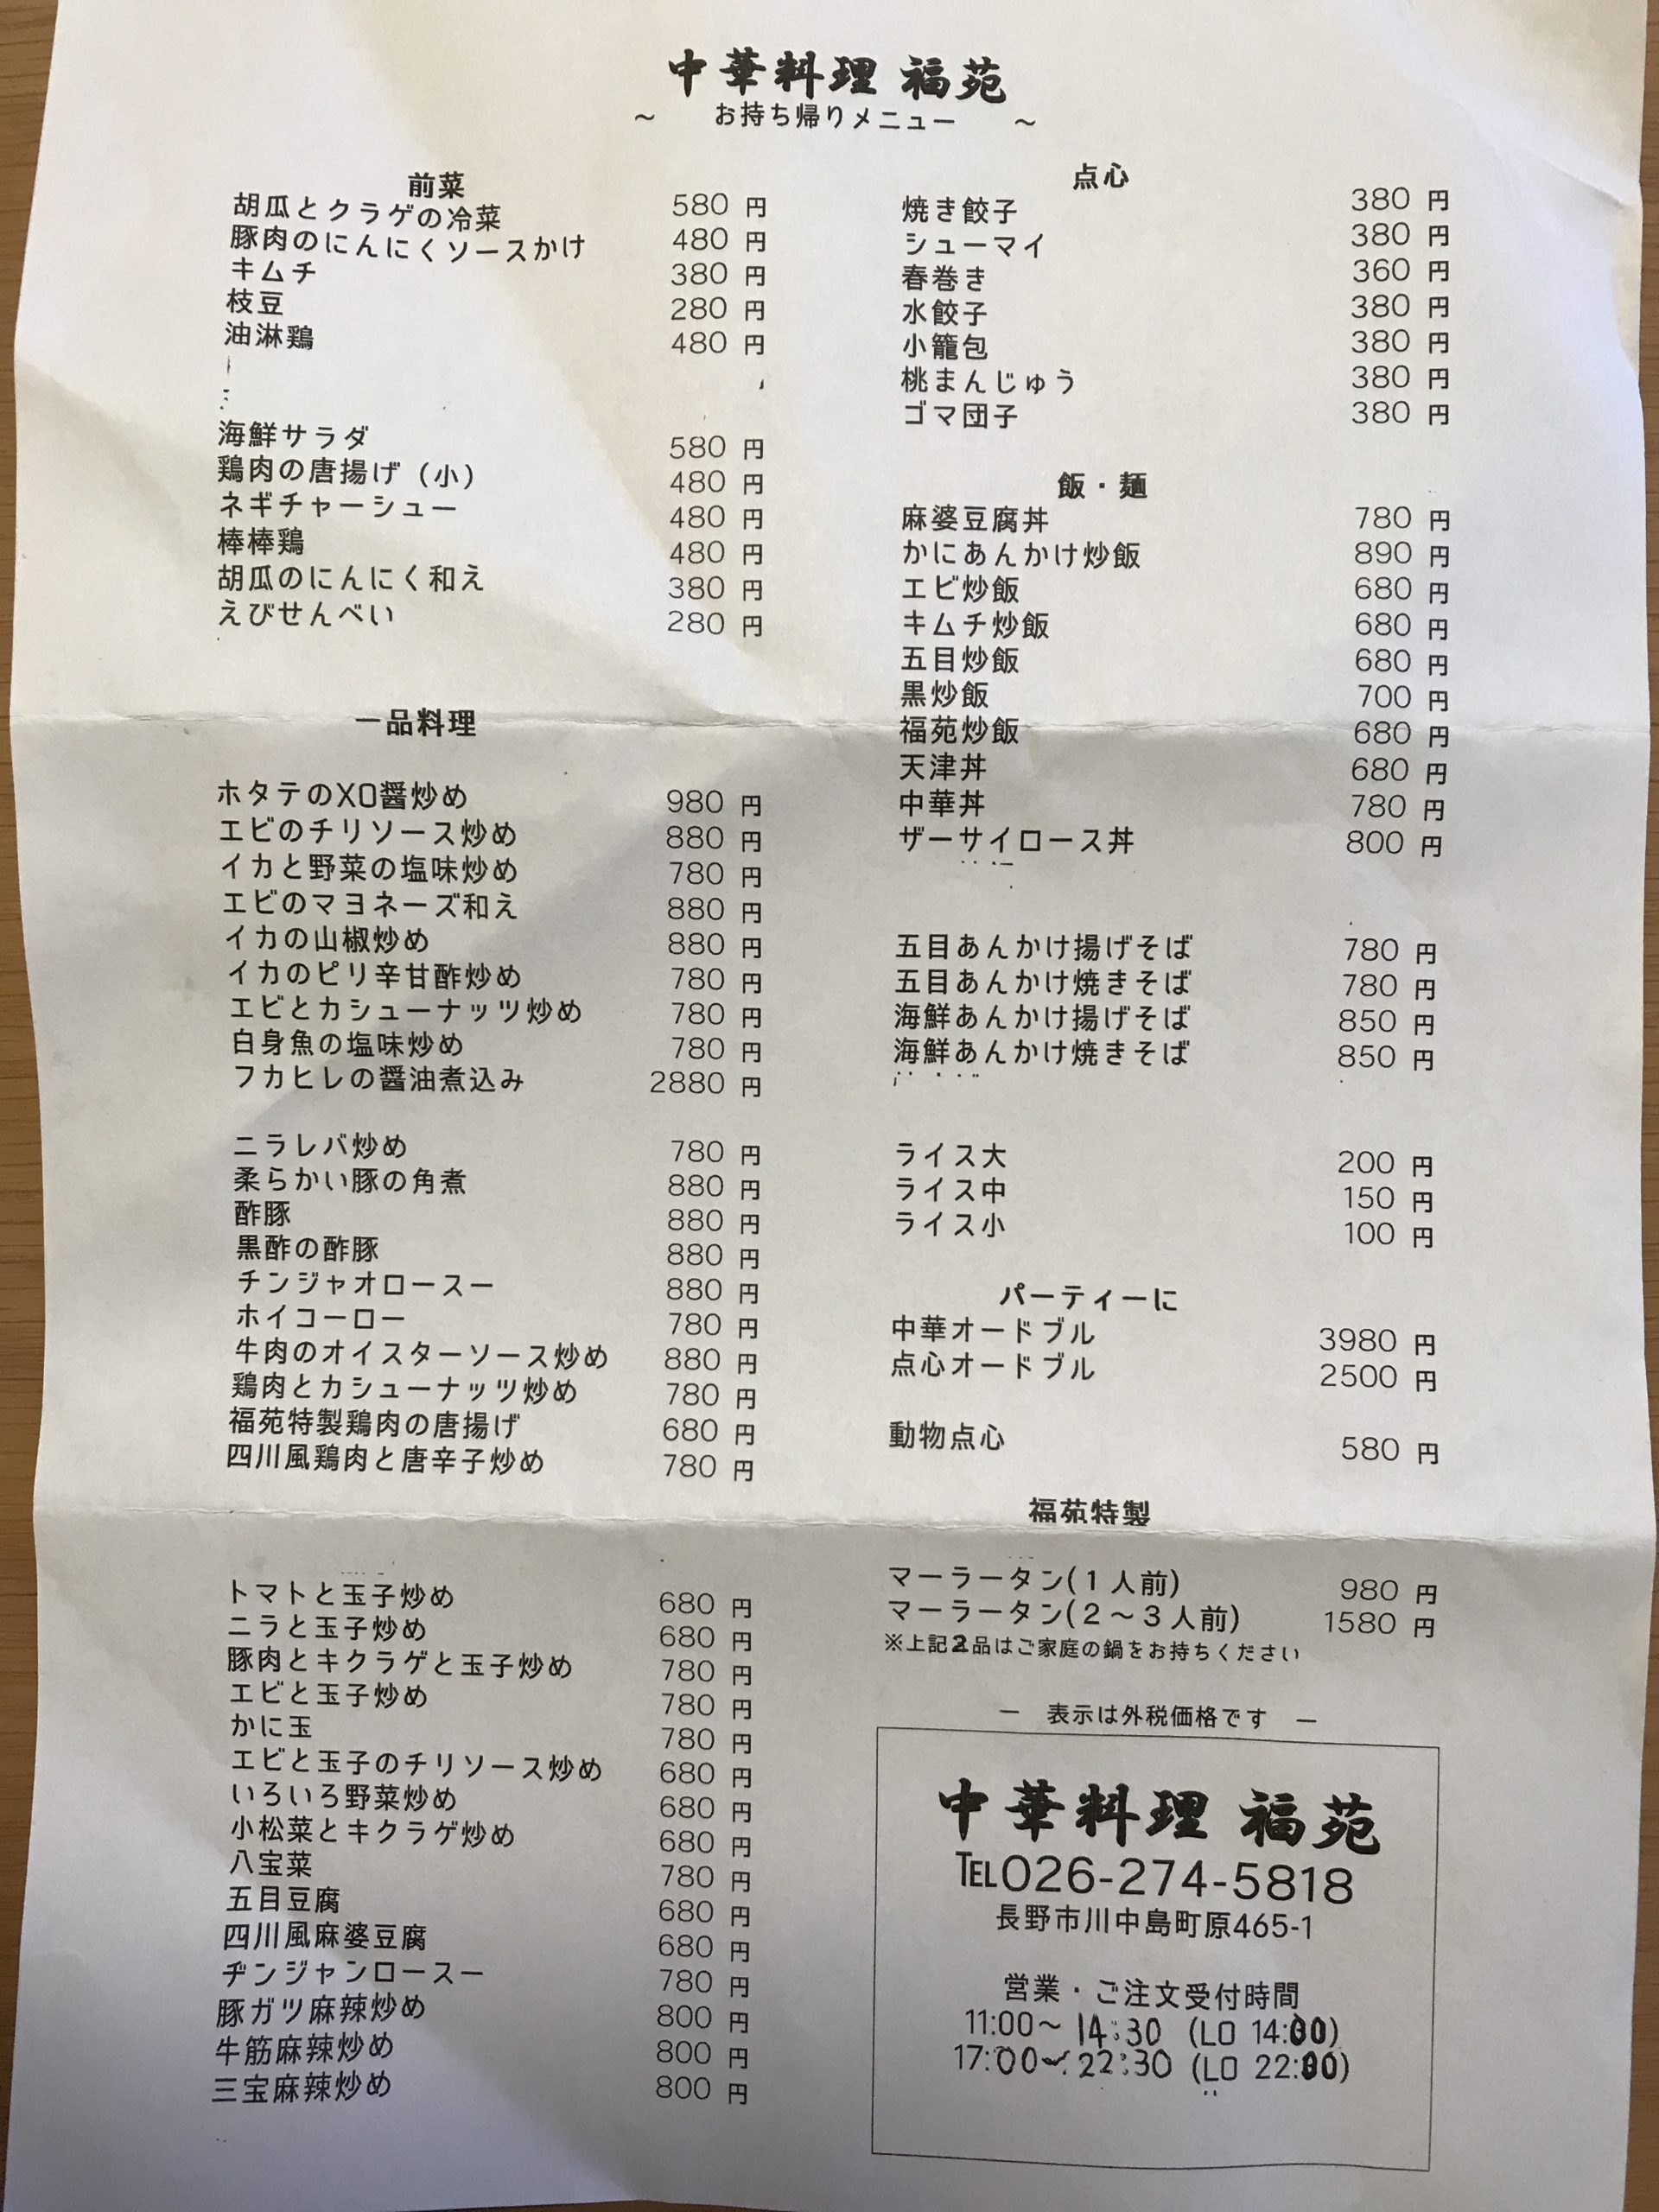 中華料理 福苑
~ お持ち帰りメニュー ~
前菜
胡瓜とクラゲの冷菜 580 円
豚肉のにんにくソースかけ 480 円
キムチ 380 円
枝豆 280 円
油淋鶏 480 円
海鮮サラダ 580 円
鶏肉の唐揚げ（小） 480 円
ネギチャーシュー 480 円
棒棒鶏 480 円
胡瓜のにんにく和え 380 円
えびせんべい 280 円
一品料理
ホタテのXO醤炒め 980 円
エビのチリソース炒め 880 円
イカと野菜の塩味炒め 780 円
エビのマヨネーズ和え 880 円
イカの山椒炒め 880 円
イカのピリ辛甘酢炒め 780 円
エビとカシューナッツ炒め 780 円
白身魚の塩味炒め 780 円
フカヒレの醤油煮込み 2880 円
ニラレバ炒め 780 円
柔らかい豚の角煮 880 円
酢豚 880 円
黒酢の酢豚 880 円
チンジャオロースー 880 円
ホイコーロー 780 円
牛肉のオイスターソース炒め 880 円
鶏肉とカシューナッツ炒め 780 円
福苑特製鶏肉の唐揚げ 680 円
四川風鶏肉と唐辛子炒め 780 円
トマトと玉子炒め 680 円
ニラと玉子炒め 680 円
豚肉とキクラゲと玉子炒め 780 円
エビと玉子炒め 780 円
かに玉 780 円
エビと玉子のチリソース炒め 680 円
いろいろ野菜炒め 680 円
小松菜とキクラゲ炒め 680 円
八宝菜 780 円
五目豆腐 680 円
四川風麻婆豆腐 680 円
ヂンジャンロースー 780 円
豚ガツ麻辣炒め 800 円
牛筋麻辣炒め 800 円
三宝麻辣炒め 800 円
点心
焼き餃子 380 円
シューマイ 380 円
春巻き 360 円
水餃子 380 円
小籠包 380 円
桃まんじゅう 380 円
ゴマ団子 380 円
飯・麺
麻婆豆腐丼 780 円
かにあんかけ炒飯 890 円
エビ炒飯 680 円
キムチ炒飯 680 円
五目炒飯 680 円
黒炒飯 700 円
福苑炒飯 680 円
天津丼 680 円
中華丼 780 円
ザーサイロース丼 800 円
五目あんかけ揚げそば 780 円
五目あんかけ焼きそば 780 円
海鮮あんかけ揚げそば 850 円
海鮮あんかけ焼きそば 850 円
ライス大 200 円
ライス中 150 円
ライス小 100 円
パーティーに
中華オードブル 3980 円
点心オードブル 2500 円
動物点心 580 円
福苑特製
マーラータン(１人前) 980 円
マーラータン(２～３人前) 1580 円
※上記2品はご家庭の鍋をお持ちください
― 表示は外税価格です ―
中華料理 福苑
TEL026-274-5818
長野市川中島町原465-1
営業・ご注文受付時間
11:00～14:30 (LO 14:00)
17:00～22:30 (LO 22:00)